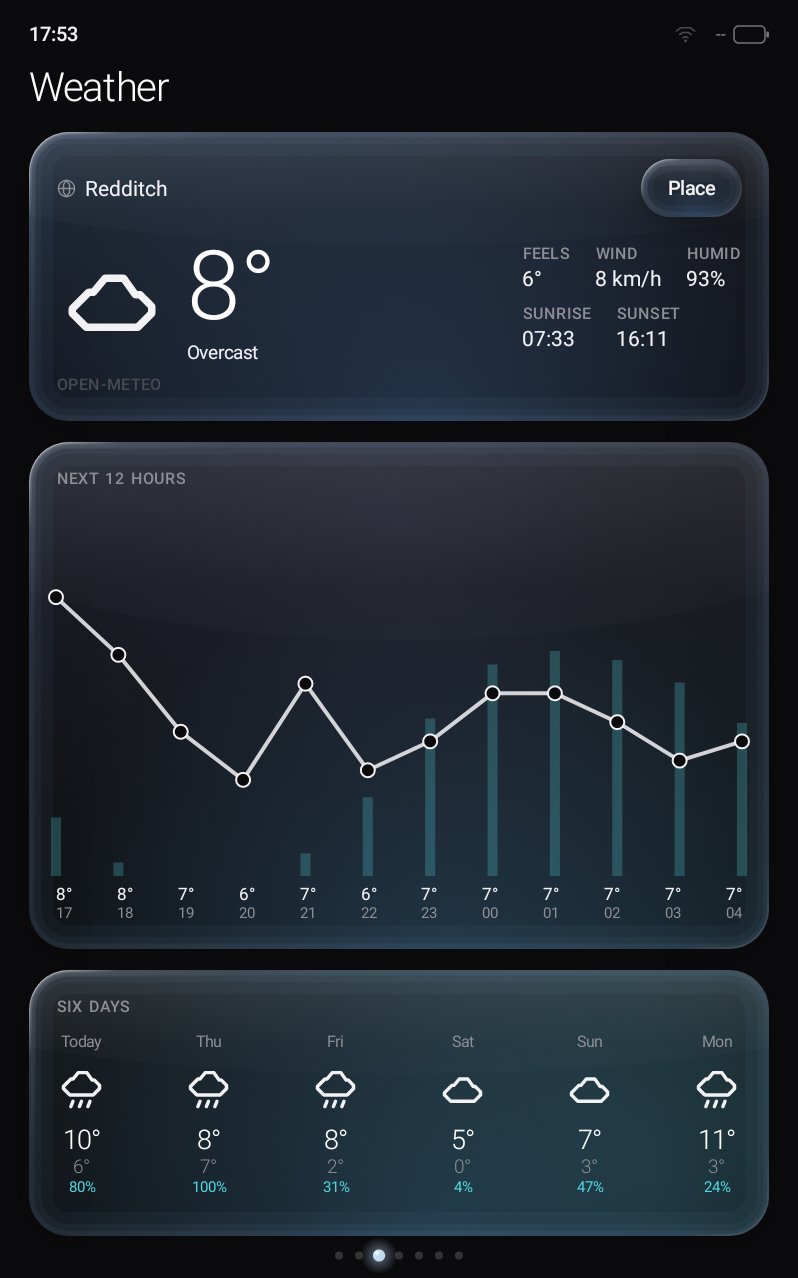 17:53
--
Weather
Redditch
Place
8°
Overcast
FEELS WIND HUMID
6° 8 km/h 93%
SUNRISE SUNSET
07:33 16:11
OPEN-METEO
NEXT 12 HOURS
8° 8° 7° 6° 7° 6° 7° 7° 7° 7° 7° 7°
17 18 19 20 21 22 23 00 01 02 03 04
SIX DAYS
Today Thu Fri Sat Sun Mon
10° 8° 8° 5° 7° 11°
6° 7° 2° 0° 3° 3°
80% 100% 31% 4% 47% 24%